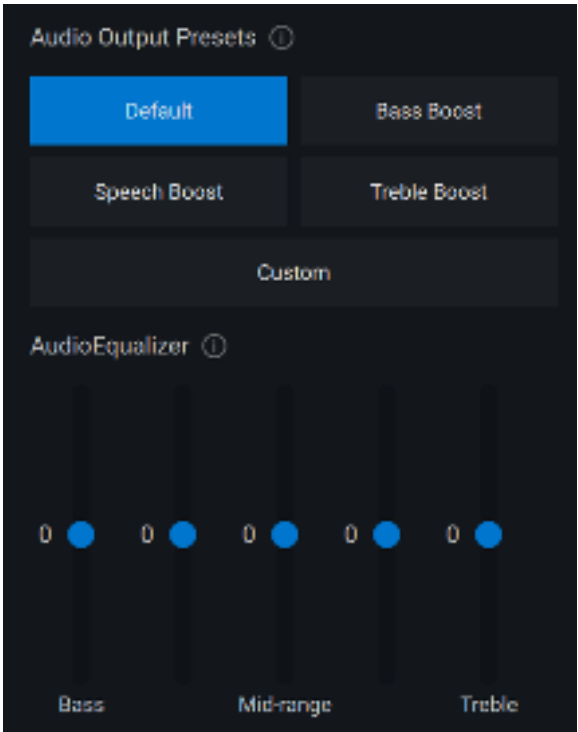 Audio Output Presets
Default Bass Boost
Speech Boost Treble Boost
Custom
AudioEqualizer
0 0 0 0 0
Bass Mid-range Treble